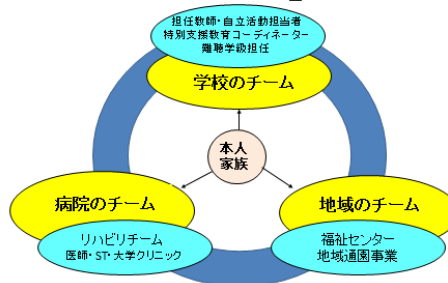 担任教師・自立活動担当者
特別支援教育コーディネーター
難聴学級担任
学校のチーム
本人
家族
病院のチーム
地域のチーム
リハビリチーム
医師・ST・大学クリニック
福祉センター
地域通園事業